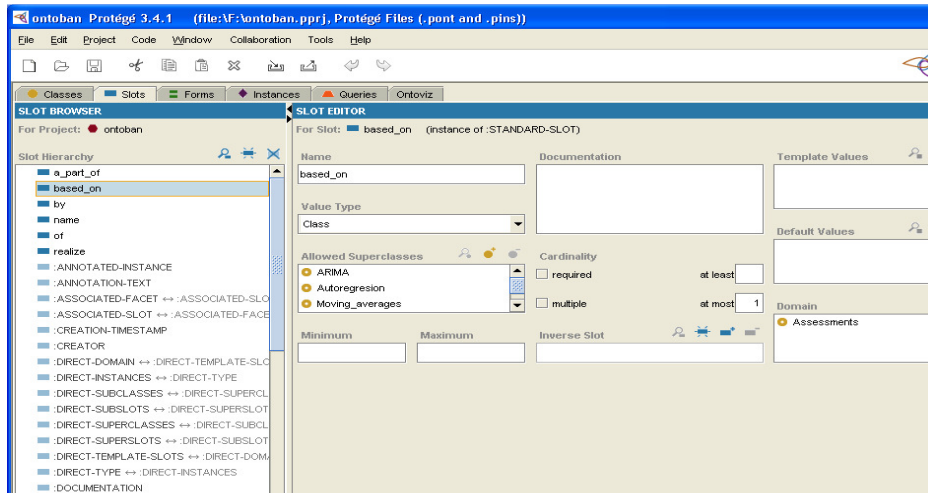 ontoban Protégé 3.4.1 (file:\F:\ontoban.pprj, Protégé Files (.pont and .pins))
File Edit Project Code Window Collaboration Tools Help
Classes Slots Forms Instances Queries Ontoviz
SLOT BROWSER
For Project: ontoban
Slot Hierarchy
a_part_of
based_on
by
name
of
realize
:ANNOTATED-INSTANCE
:ANNOTATION-TEXT
:ASSOCIATED-FACET ↔ :ASSOCIATED-SLO
:ASSOCIATED-SLOT ↔ :ASSOCIATED-FACE
:CREATION-TIMESTAMP
:CREATOR
:DIRECT-DOMAIN ↔ :DIRECT-TEMPLATE-SLO
:DIRECT-INSTANCES ↔ :DIRECT-TYPE
:DIRECT-SUBCLASSES ↔ :DIRECT-SUPERCL
:DIRECT-SUBSLOTS ↔ :DIRECT-SUPERSLOT
:DIRECT-SUPERCLASSES ↔ :DIRECT-SUBCL
:DIRECT-SUPERSLOTS ↔ :DIRECT-SUBSLOT
:DIRECT-TEMPLATE-SLOTS ↔ :DIRECT-DOM
:DIRECT-TYPE ↔ :DIRECT-INSTANCES
:DOCUMENTATION
SLOT EDITOR
For Slot: based_on (instance of :STANDARD-SLOT)
Name
based_on
Value Type
Class
Allowed Superclasses
ARIMA
Autoregresion
Moving_averages
Minimum Maximum
Documentation
Cardinality
required at least
multiple at most 1
Inverse Slot
Template Values
Default Values
Domain
Assessments